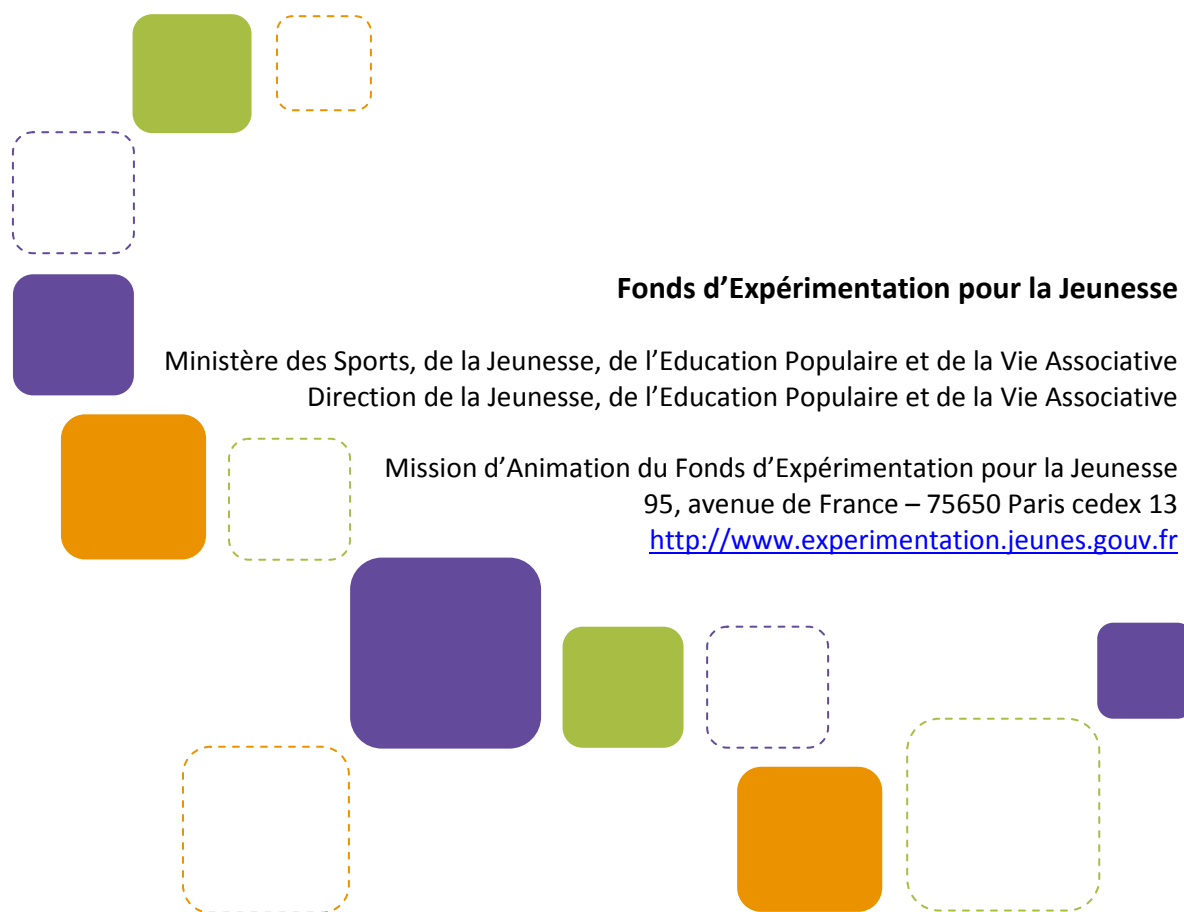 Fonds d’Expérimentation pour la Jeunesse
Ministère des Sports, de la Jeunesse, de l’Education Populaire et de la Vie Associative
Direction de la Jeunesse, de l’Education Populaire et de la Vie Associative
Mission d’Animation du Fonds d’Expérimentation pour la Jeunesse
95, avenue de France – 75650 Paris cedex 13
http://www.experimentation.jeunes.gouv.fr